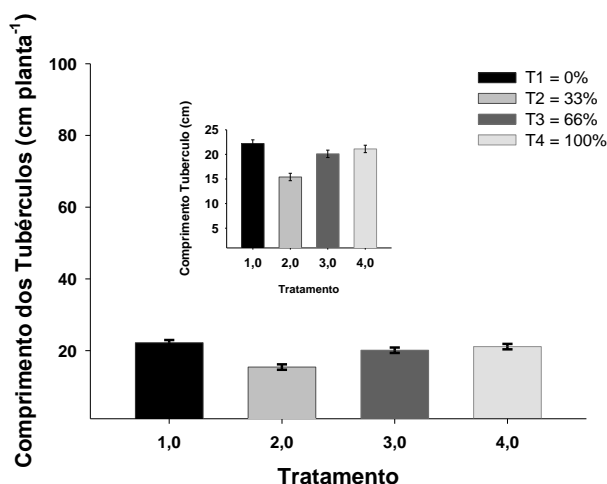 Comprimento dos Tubérculos (cm planta-1)
100
80
60
40
20
T1 = 0%
T2 = 33%
T3 = 66%
T4 = 100%
Comprimento Tuberculo (cm)
25
20
15
10
5
1,0 2,0 3,0 4,0
Tratamento
1,0 2,0 3,0 4,0
Tratamento